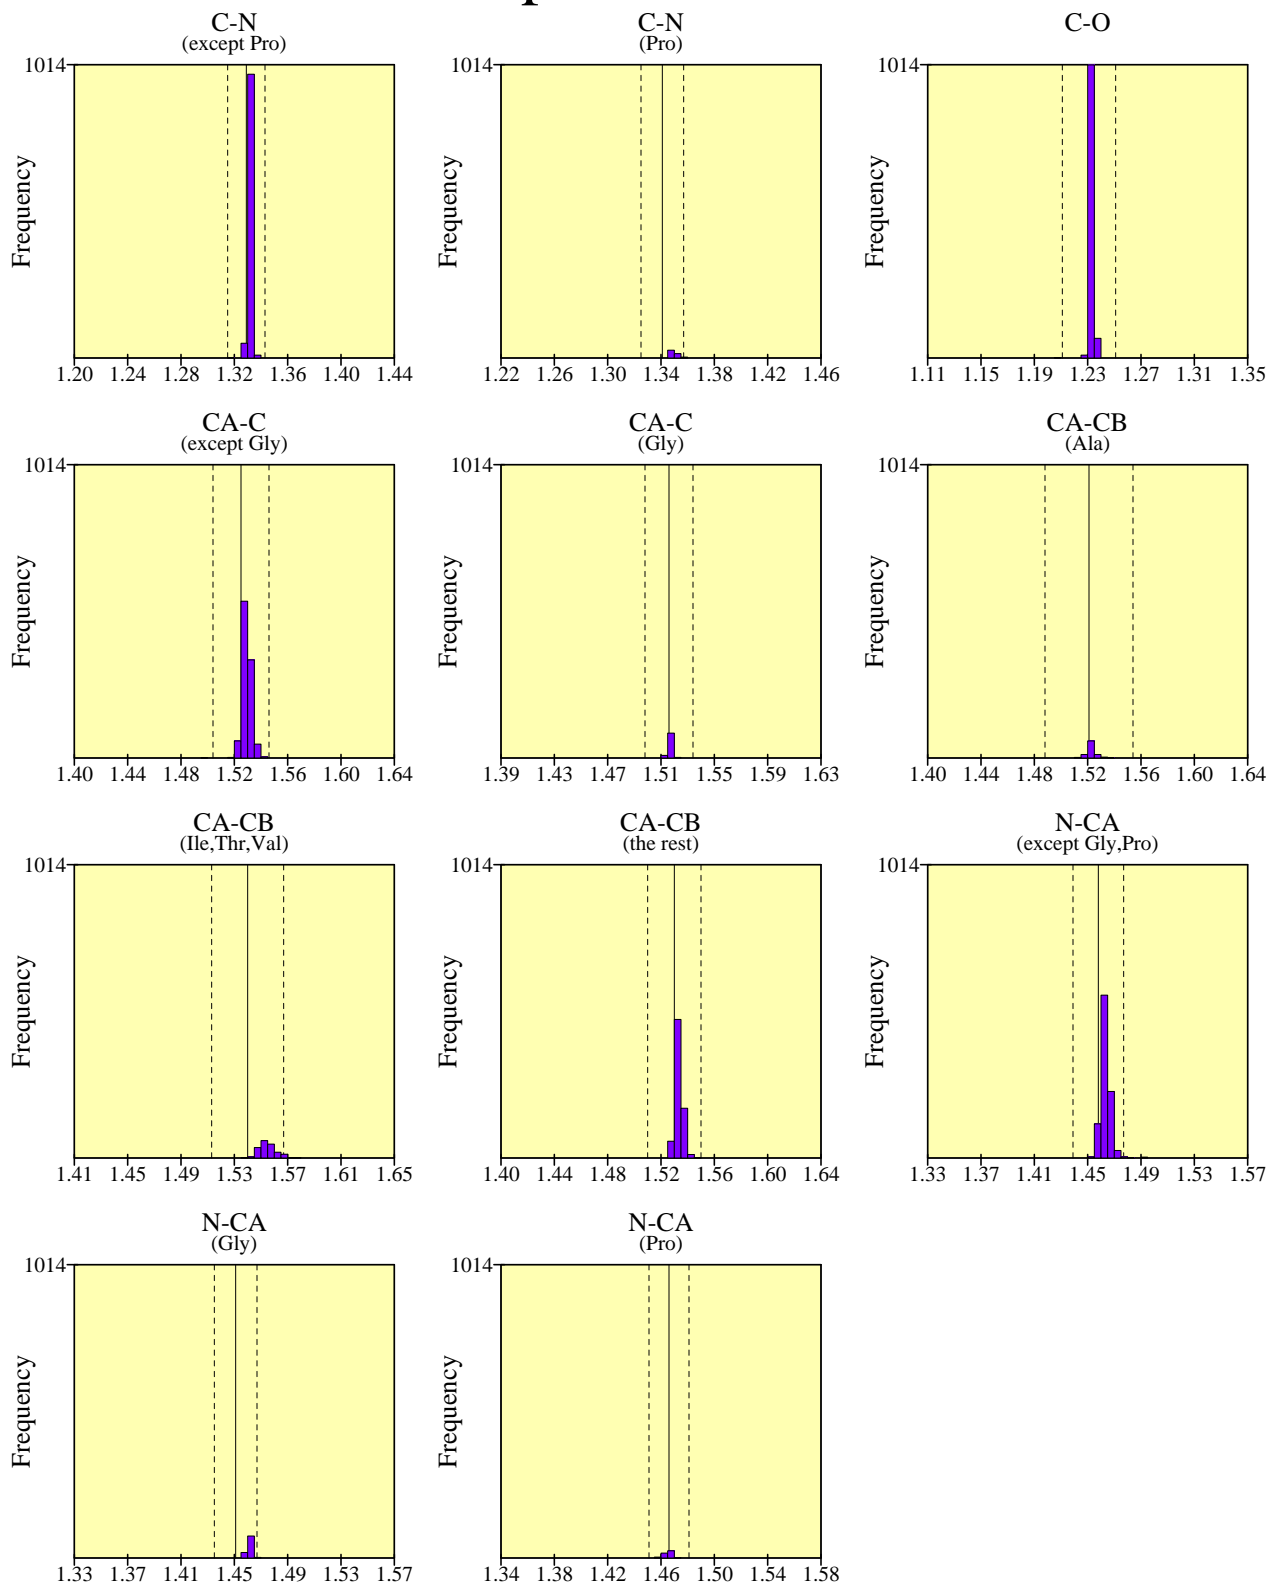 C-N
(except Pro)
1014
Frequency
1.20 1.24 1.28 1.32 1.36 1.40 1.44
C-N
(Pro)
1014
Frequency
1.22 1.26 1.30 1.34 1.38 1.42 1.46
C-O
1014
Frequency
1.11 1.15 1.19 1.23 1.27 1.31 1.35
CA-C
(except Gly)
1014
Frequency
1.40 1.44 1.48 1.52 1.56 1.60 1.64
CA-C
(Gly)
1014
Frequency
1.39 1.43 1.47 1.51 1.55 1.59 1.63
CA-CB
(Ala)
1014
Frequency
1.40 1.44 1.48 1.52 1.56 1.60 1.64
CA-CB
(Ile,Thr,Val)
1014
Frequency
1.41 1.45 1.49 1.53 1.57 1.61 1.65
CA-CB
(the rest)
1014
Frequency
1.40 1.44 1.48 1.52 1.56 1.60 1.64
N-CA
(except Gly,Pro)
1014
Frequency
1.33 1.37 1.41 1.45 1.49 1.53 1.57
N-CA
(Gly)
1014
Frequency
1.33 1.37 1.41 1.45 1.49 1.53 1.57
N-CA
(Pro)
1014
Frequency
1.34 1.38 1.42 1.46 1.50 1.54 1.58